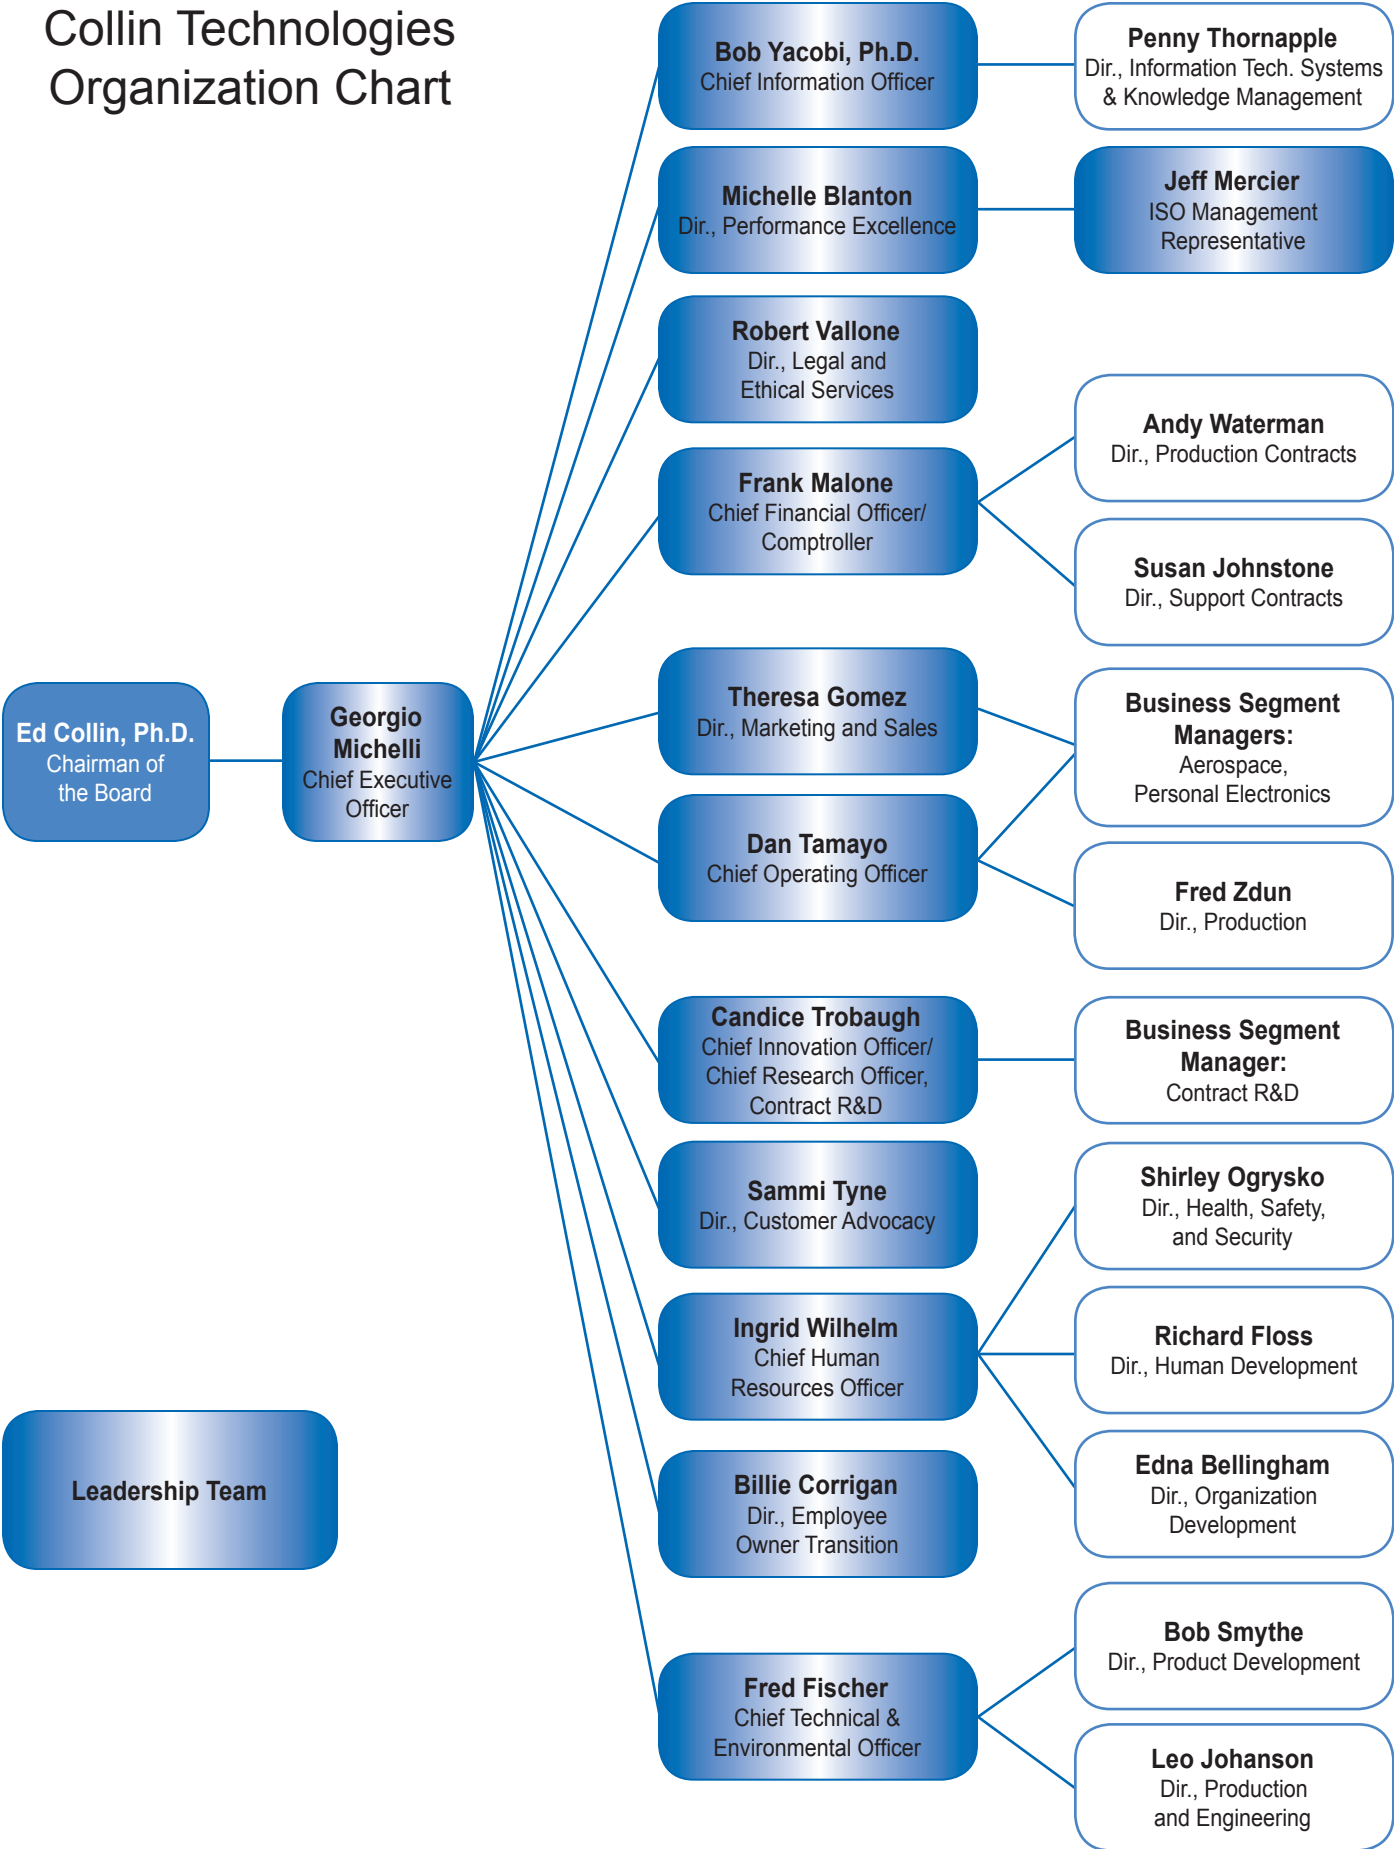 Collin Technologies
Organization Chart
Ed Collin, Ph.D.
Chairman of
the Board
Georgio
Michelli
Chief Executive
Officer
Bob Yacobi, Ph.D.
Chief Information Officer
Penny Thornapple
Dir., Information Tech. Systems
& Knowledge Management
Michelle Blanton
Dir., Performance Excellence
Jeff Mercier
ISO Management
Representative
Robert Vallone
Dir., Legal and
Ethical Services
Frank Malone
Chief Financial Officer/
Comptroller
Andy Waterman
Dir., Production Contracts
Susan Johnstone
Dir., Support Contracts
Theresa Gomez
Dir., Marketing and Sales
Business Segment
Managers:
Aerospace,
Personal Electronics
Dan Tamayo
Chief Operating Officer
Fred Zdun
Dir., Production
Candice Trobaugh
Chief Innovation Officer/
Chief Research Officer,
Contract R&D
Business Segment
Manager:
Contract R&D
Sammi Tyne
Dir., Customer Advocacy
Ingrid Wilhelm
Chief Human
Resources Officer
Shirley Ogrysko
Dir., Health, Safety,
and Security
Richard Floss
Dir., Human Development
Edna Bellingham
Dir., Organization
Development
Billie Corrigan
Dir., Employee
Owner Transition
Fred Fischer
Chief Technical &
Environmental Officer
Bob Smythe
Dir., Product Development
Leo Johanson
Dir., Production
and Engineering
Leadership Team